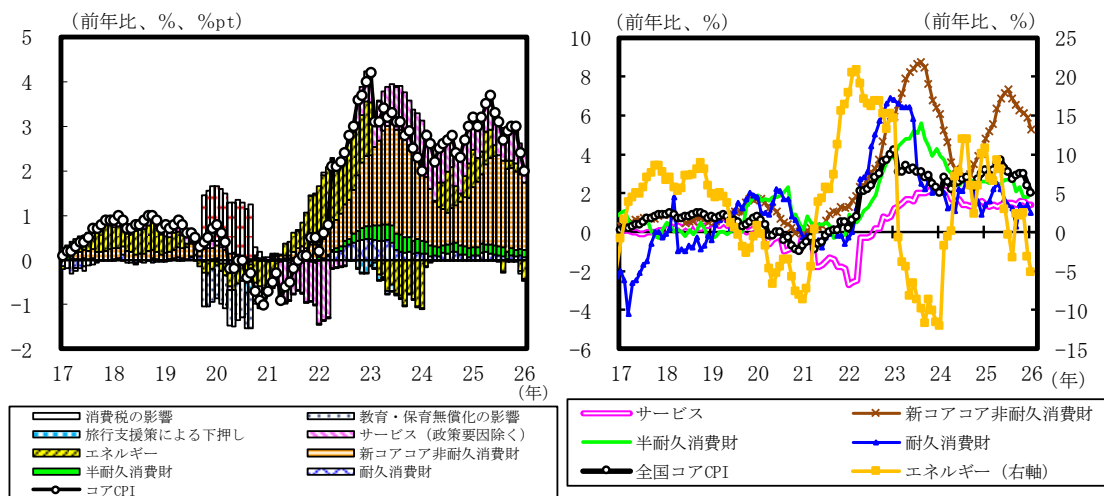 (前年比、%、%pt)
5
4
3
2
1
0
−1
−2
17 18 19 20 21 22 23 24 25 26
(年)
消費税の影響
教育・保育無償化の影響
旅行支援策による下押し
サービス（政策要因除く）
エネルギー
新コアコア非耐久消費財
半耐久消費財
耐久消費財
コアCPI
(前年比、%)
(前年比、%)
10
8
6
4
2
0
−2
−4
−6
25
20
15
10
5
0
−5
−10
−15
17 18 19 20 21 22 23 24 25 26
(年)
サービス
新コアコア非耐久消費財
半耐久消費財
耐久消費財
全国コアCPI
エネルギー（右軸）